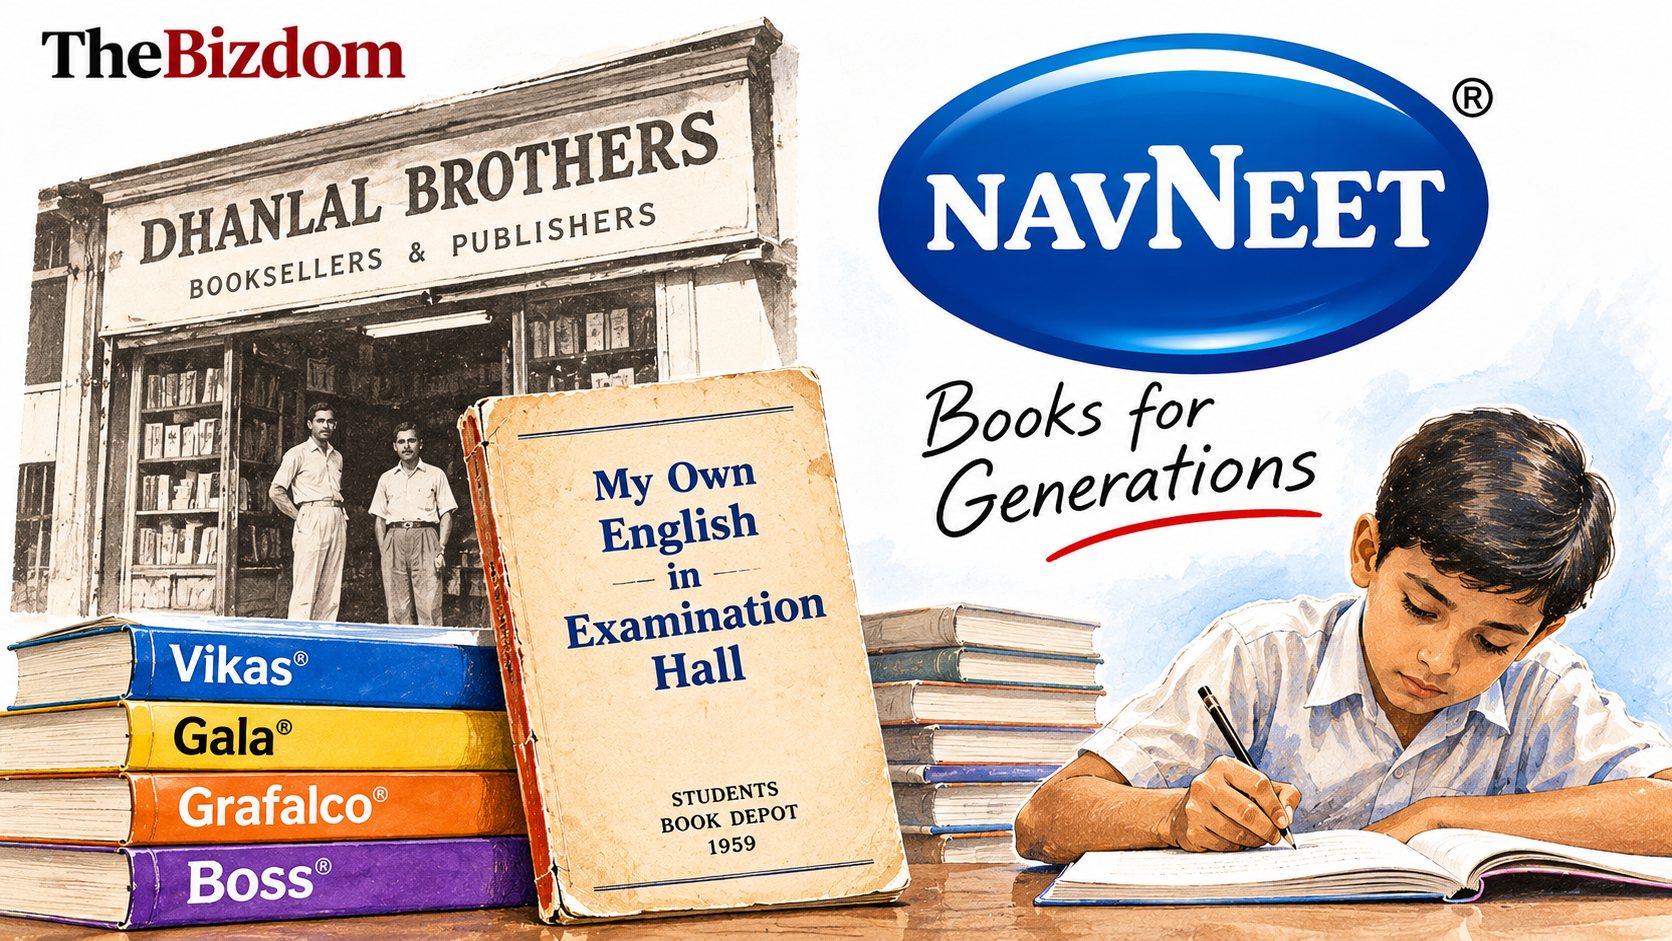 TheBizdom
DHANLAL BROTHERS
BOOKSELLERS & PUBLISHERS
NAVNEET®
Books for
Generations
My Own
English
in
Examination
Hall
STUDENTS
BOOK DEPOT
1959
Vikas®
Gala®
Grafalco®
Boss®